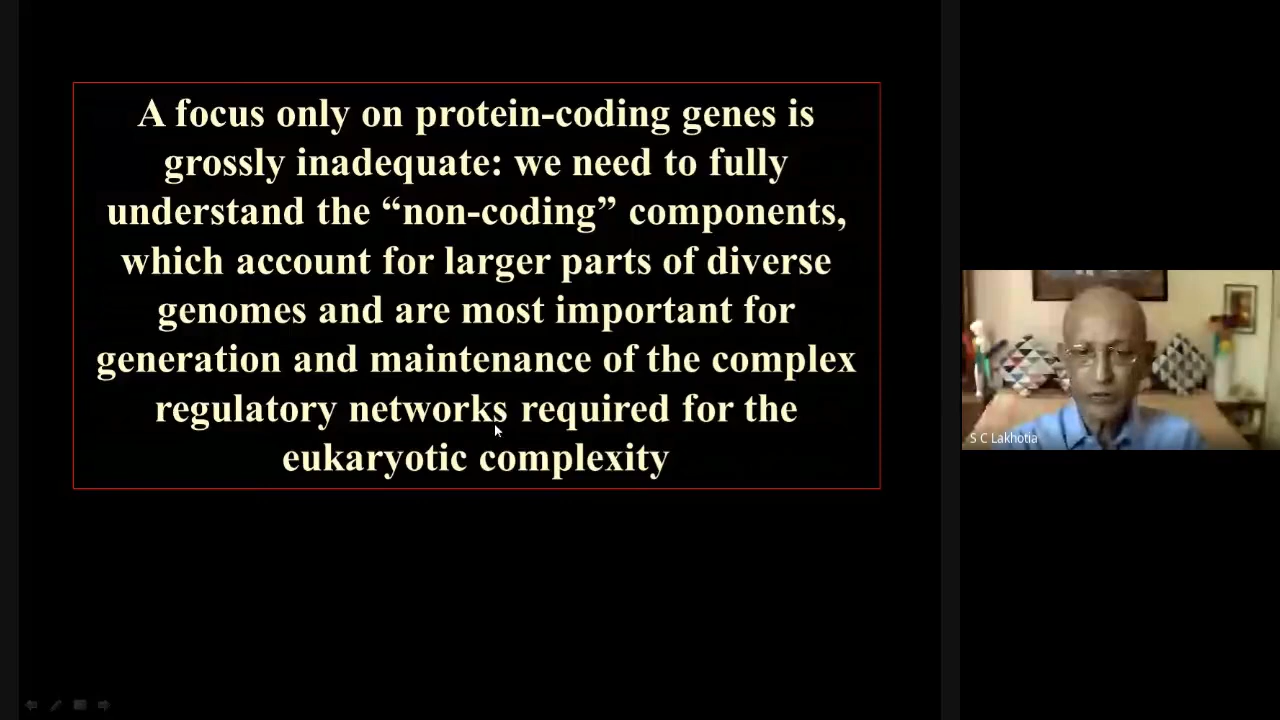 A focus only on protein-coding genes is
grossly inadequate: we need to fully
understand the “non-coding” components,
which account for larger parts of diverse
genomes and are most important for
generation and maintenance of the complex
regulatory networks required for the
eukaryotic complexity
S C Lakhotia